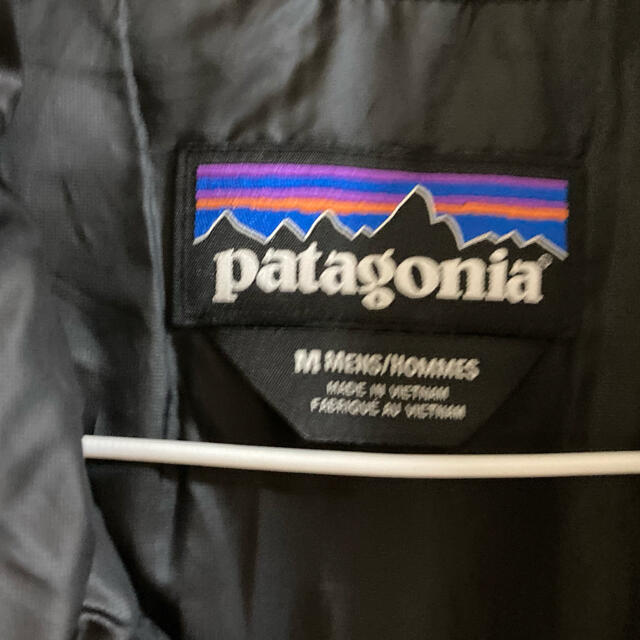 patagonia®
M MENS/HOMMES
MADE IN VIETNAM
FABRIQUÉ AU VIETNAM